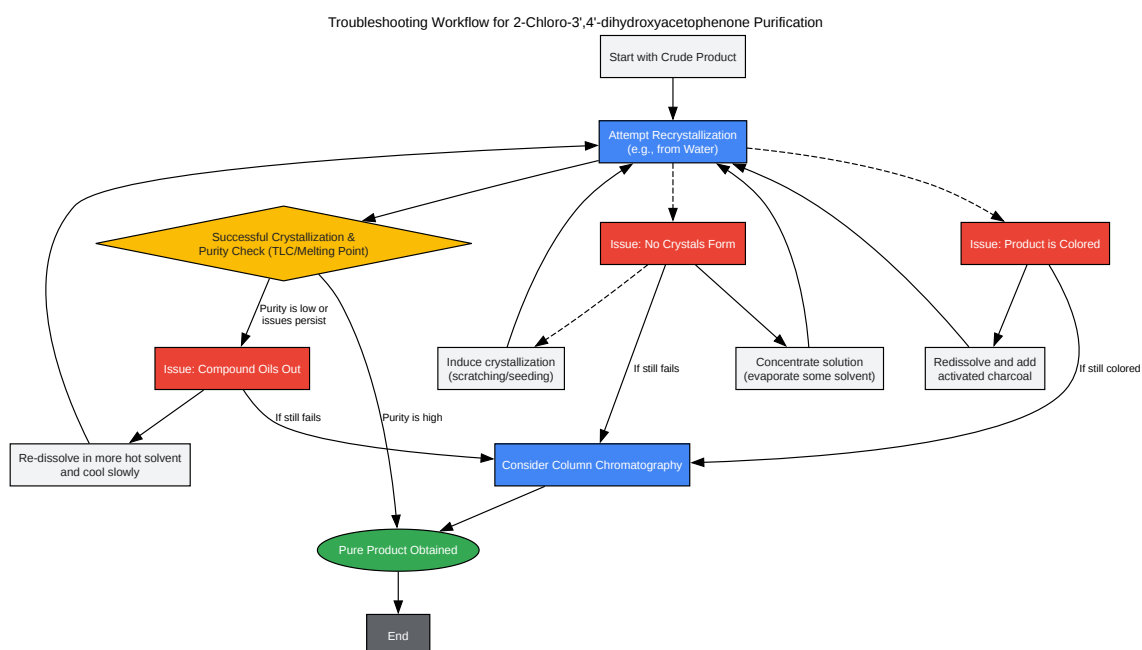 Troubleshooting Workflow for 2-Chloro-3',4'-dihydroxyacetophenone Purification
Start with Crude Product
Attempt Recrystallization
(e.g., from Water)
Successful Crystallization &
Purity Check (TLC/Melting Point)
Issue: No Crystals Form
Issue: Product is Colored
Purity is low or
issues persist
Issue: Compound Oils Out
Induce crystallization
(scratching/seeding)
If still fails
Concentrate solution
(evaporate some solvent)
Redissolve and add
activated charcoal
If still colored
If still fails
Purity is high
Re-dissolve in more hot solvent
and cool slowly
Consider Column Chromatography
Pure Product Obtained
End